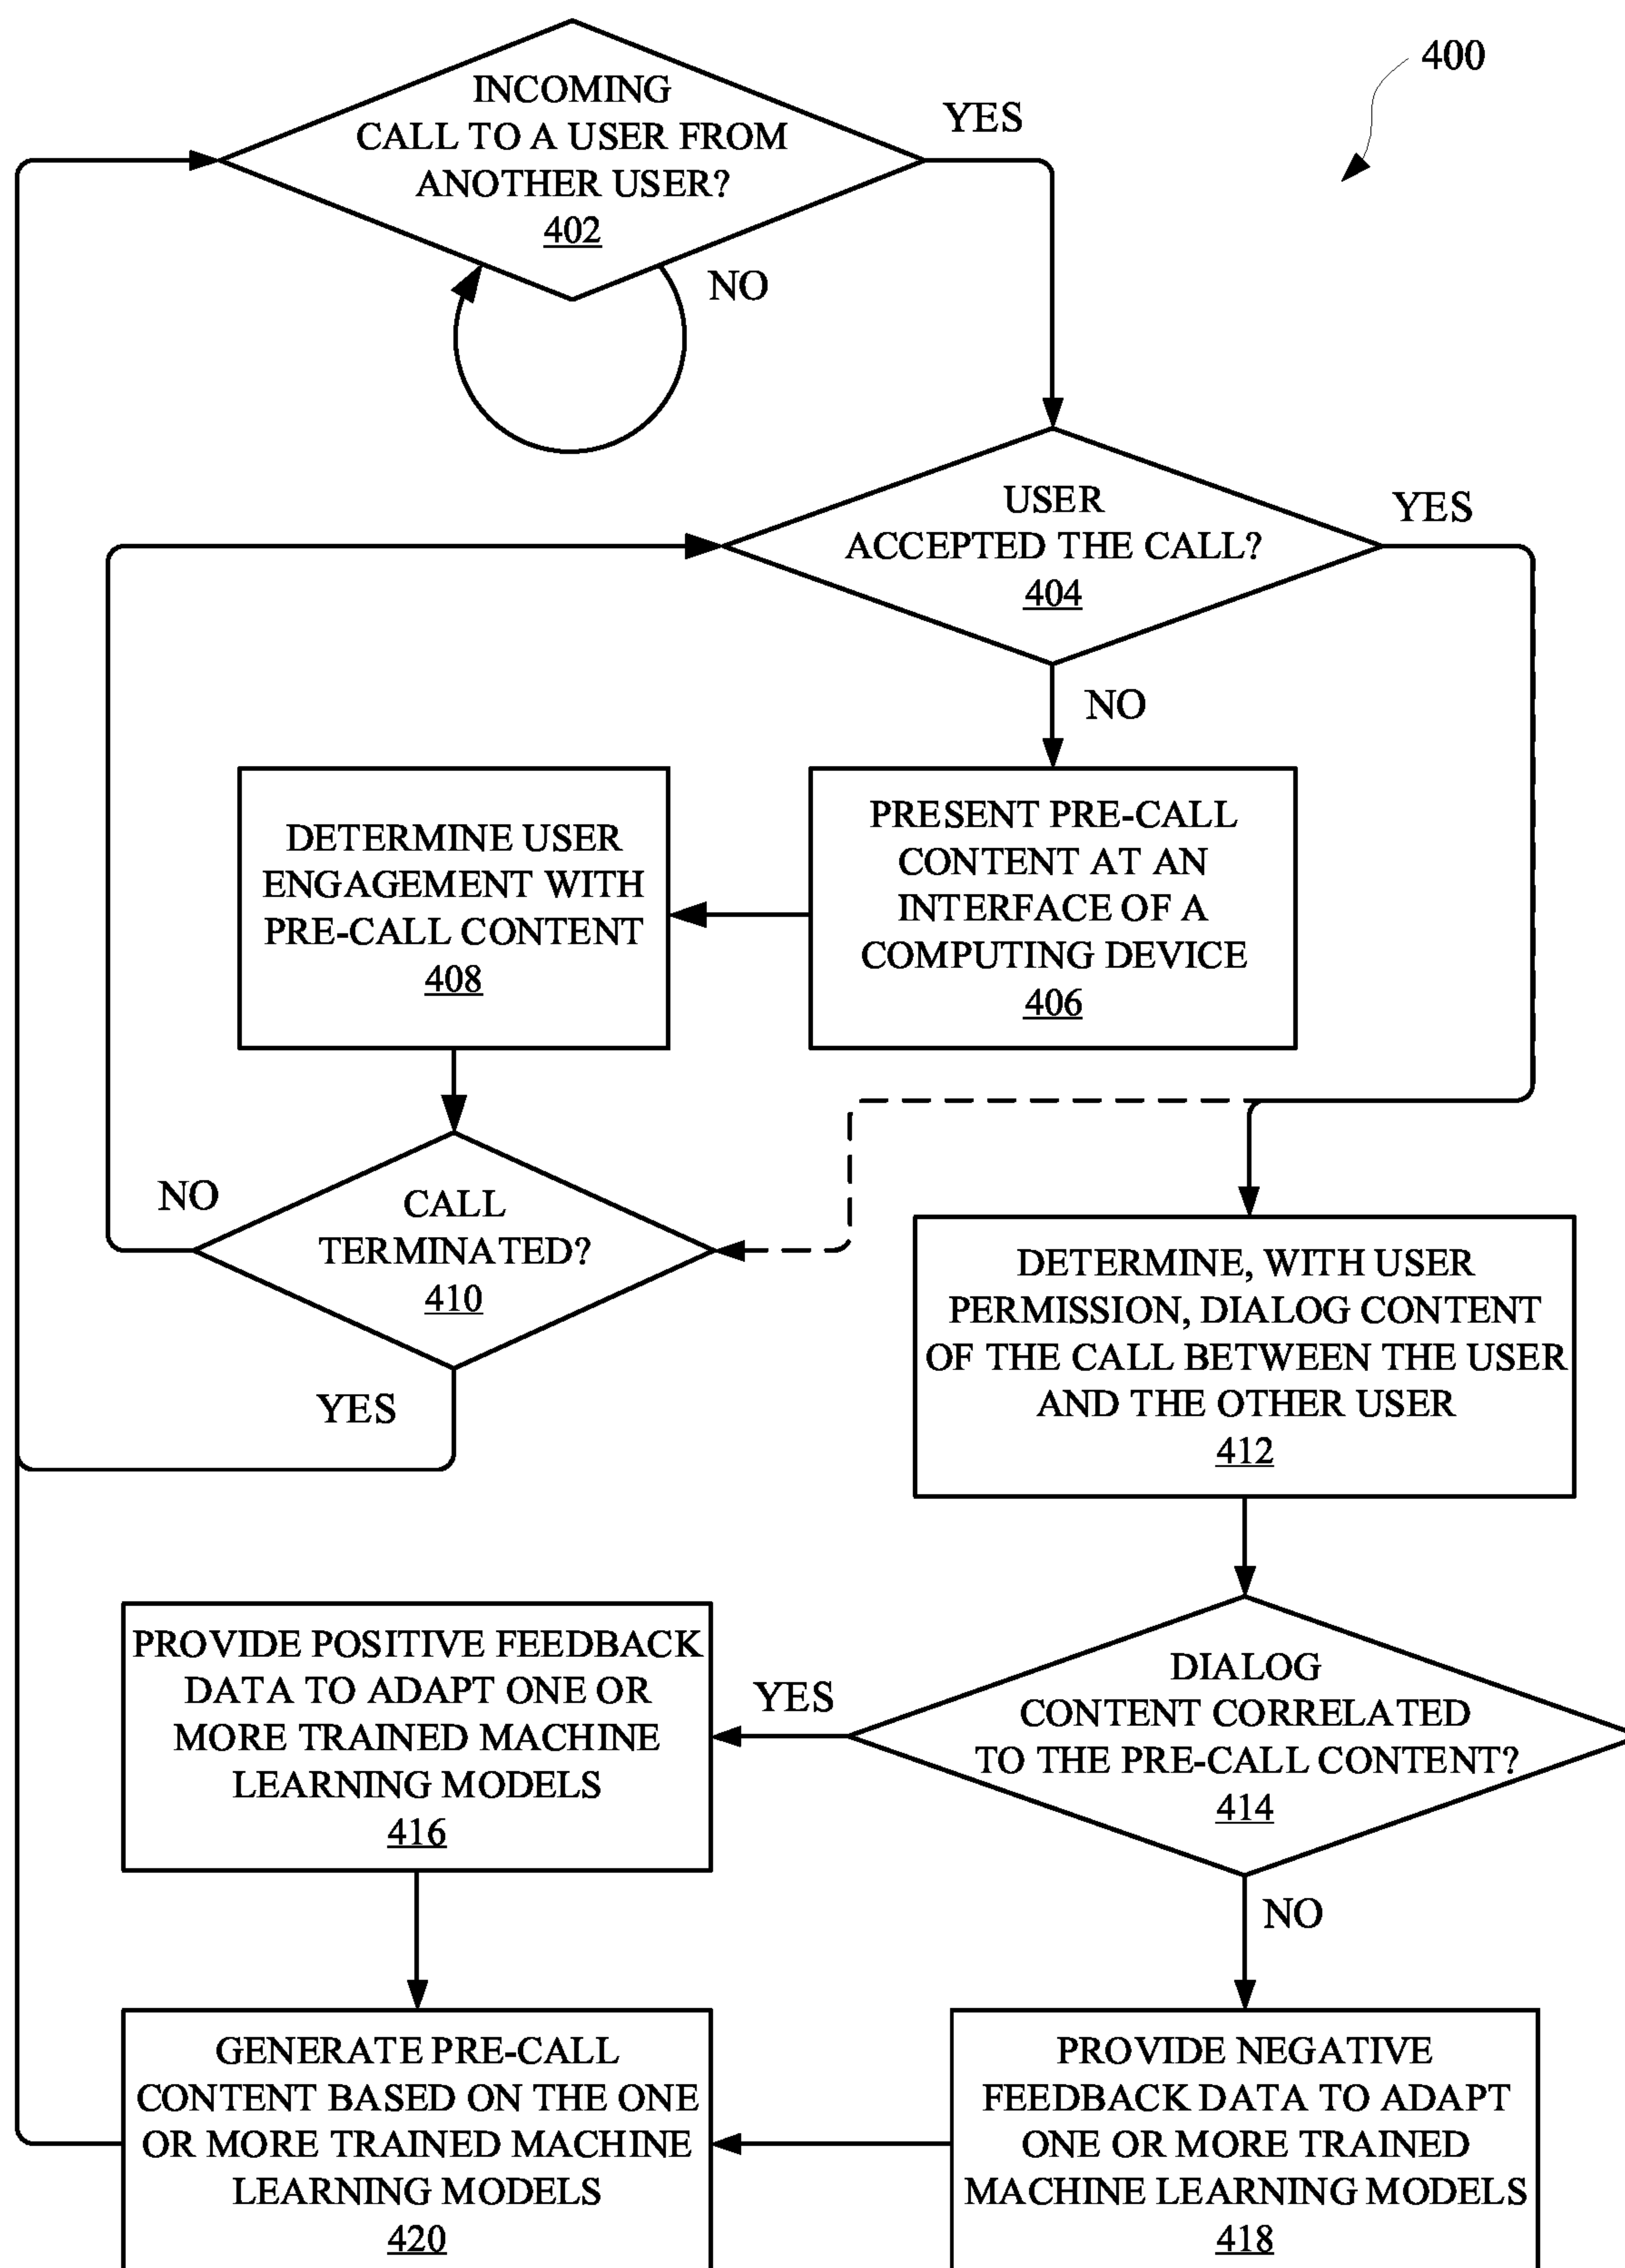 400
INCOMING
CALL TO A USER FROM
ANOTHER USER?
402
YES
NO
USER
ACCEPTED THE CALL?
404
YES
NO
DETERMINE USER
ENGAGEMENT WITH
PRE-CALL CONTENT
408
PRESENT PRE-CALL
CONTENT AT AN
INTERFACE OF A
COMPUTING DEVICE
406
NO
CALL
TERMINATED?
410
YES
DETERMINE, WITH USER
PERMISSION, DIALOG CONTENT
OF THE CALL BETWEEN THE USER
AND THE OTHER USER
412
PROVIDE POSITIVE FEEDBACK
DATA TO ADAPT ONE OR
MORE TRAINED MACHINE
LEARNING MODELS
416
YES
DIALOG
CONTENT CORRELATED
TO THE PRE-CALL CONTENT?
414
NO
GENERATE PRE-CALL
CONTENT BASED ON THE ONE
OR MORE TRAINED MACHINE
LEARNING MODELS
420
PROVIDE NEGATIVE
FEEDBACK DATA TO ADAPT
ONE OR MORE TRAINED
MACHINE LEARNING MODELS
418